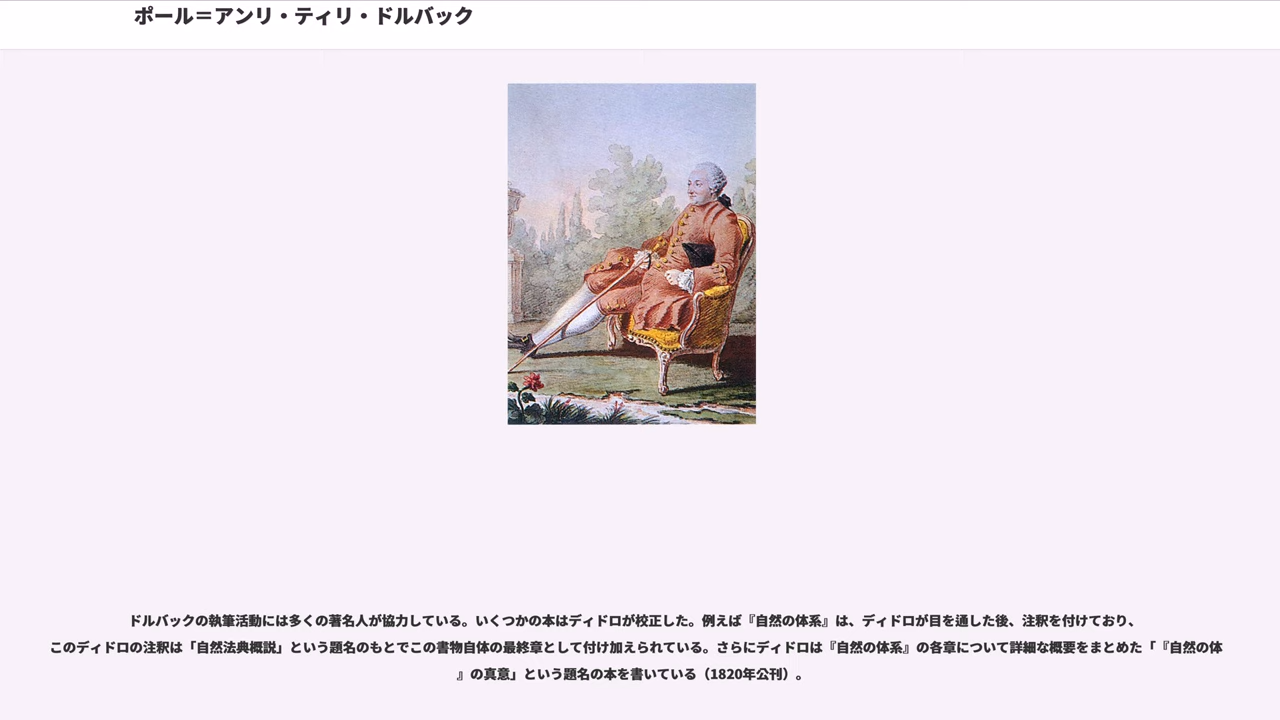 ポール＝アンリ・ティリ・ドルバック
ドルバックの執筆活動には多くの著名人が協力している。いくつかの本はディドロが校正した。例えば『自然の体系』は、ディドロが目を通した後、注釈を付けており、
このディドロの注釈は「自然法典概説」という題名のもとでこの書物自体の最終章として付け加えられている。さらにディドロは『自然の体系』の各章について詳細な概要をまとめた「『自然の体
』の真意」という題名の本を書いている（1820年公刊）。